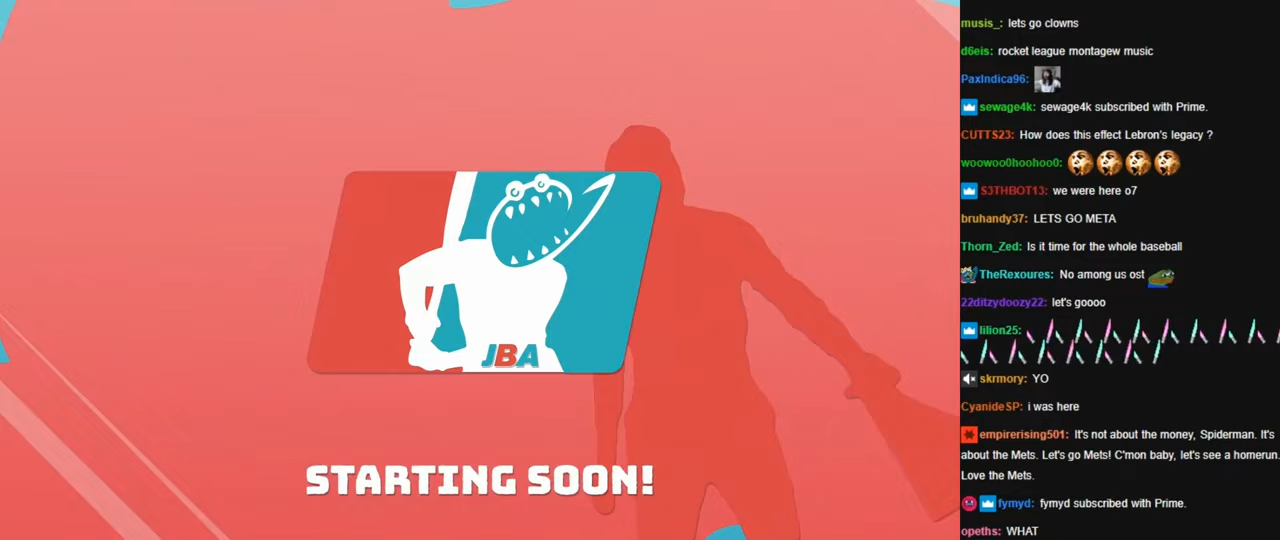 JBA
STARTING SOON!
musis_: lets go clowns
d6eis: rocket league montagew music
PaxIndica96:
sewage4k: sewage4k subscribed with Prime.
CUTTS23: How does this effect Lebron's legacy ?
woowoo0hoohoo0:
S3THBOT13: we were here o7
bruhandy37: LETS GO META
Thorn_Zed: Is it time for the whole baseball
TheRexoures: No among us ost
22ditzydoozy22: let's goooo
lilion25:
skrmory: YO
CyanideSP: i was here
empirerising501: It's not about the money, Spiderman. It's
about the Mets. Let's go Mets! C'mon baby, let's see a homerun.
Love the Mets.
fymyd: fymyd subscribed with Prime.
opeths: WHAT